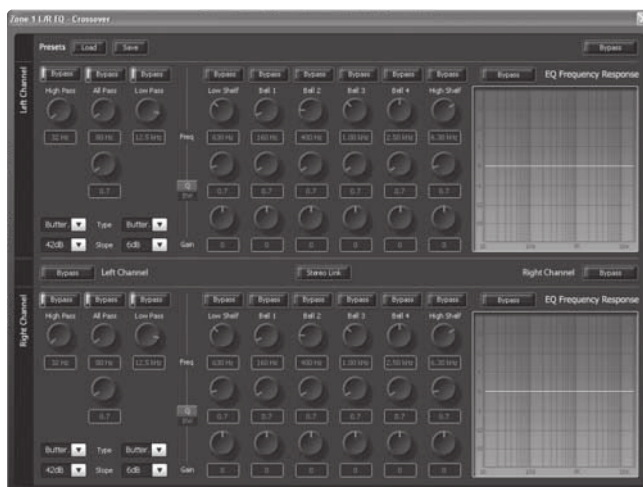 Zone 1 L/R EQ - Crossover
Presets Load Save Bypass
Left Channel
Bypass Bypass Bypass Bypass Bypass Bypass Bypass Bypass Bypass Bypass EQ Frequency Response
High Pass All Pass Low Pass Low Shelf Bell 1 Bell 2 Bell 3 Bell 4 High Shelf
32 Hz 80 Hz 12.5 kHz Freq 630 Hz 160 Hz 400 Hz 1.00 kHz 2.50 kHz 6.30 kHz
0.7 Q 0.7 0.7 0.7 0.7 0.7 0.7
BW
Butter. Type Butter.
42dB Slope 6dB Gain 0 0 0 0 0 0
Bypass Left Channel Stereo Link Right Channel Bypass
Right Channel
Bypass Bypass Bypass Bypass Bypass Bypass Bypass Bypass Bypass Bypass EQ Frequency Response
High Pass All Pass Low Pass Low Shelf Bell 1 Bell 2 Bell 3 Bell 4 High Shelf
32 Hz 80 Hz 12.5 kHz Freq 630 Hz 160 Hz 400 Hz 1.00 kHz 2.50 kHz 6.30 kHz
0.7 Q 0.7 0.7 0.7 0.7 0.7 0.7
BW
Butter. Type Butter.
42dB Slope 6dB Gain 0 0 0 0 0 0